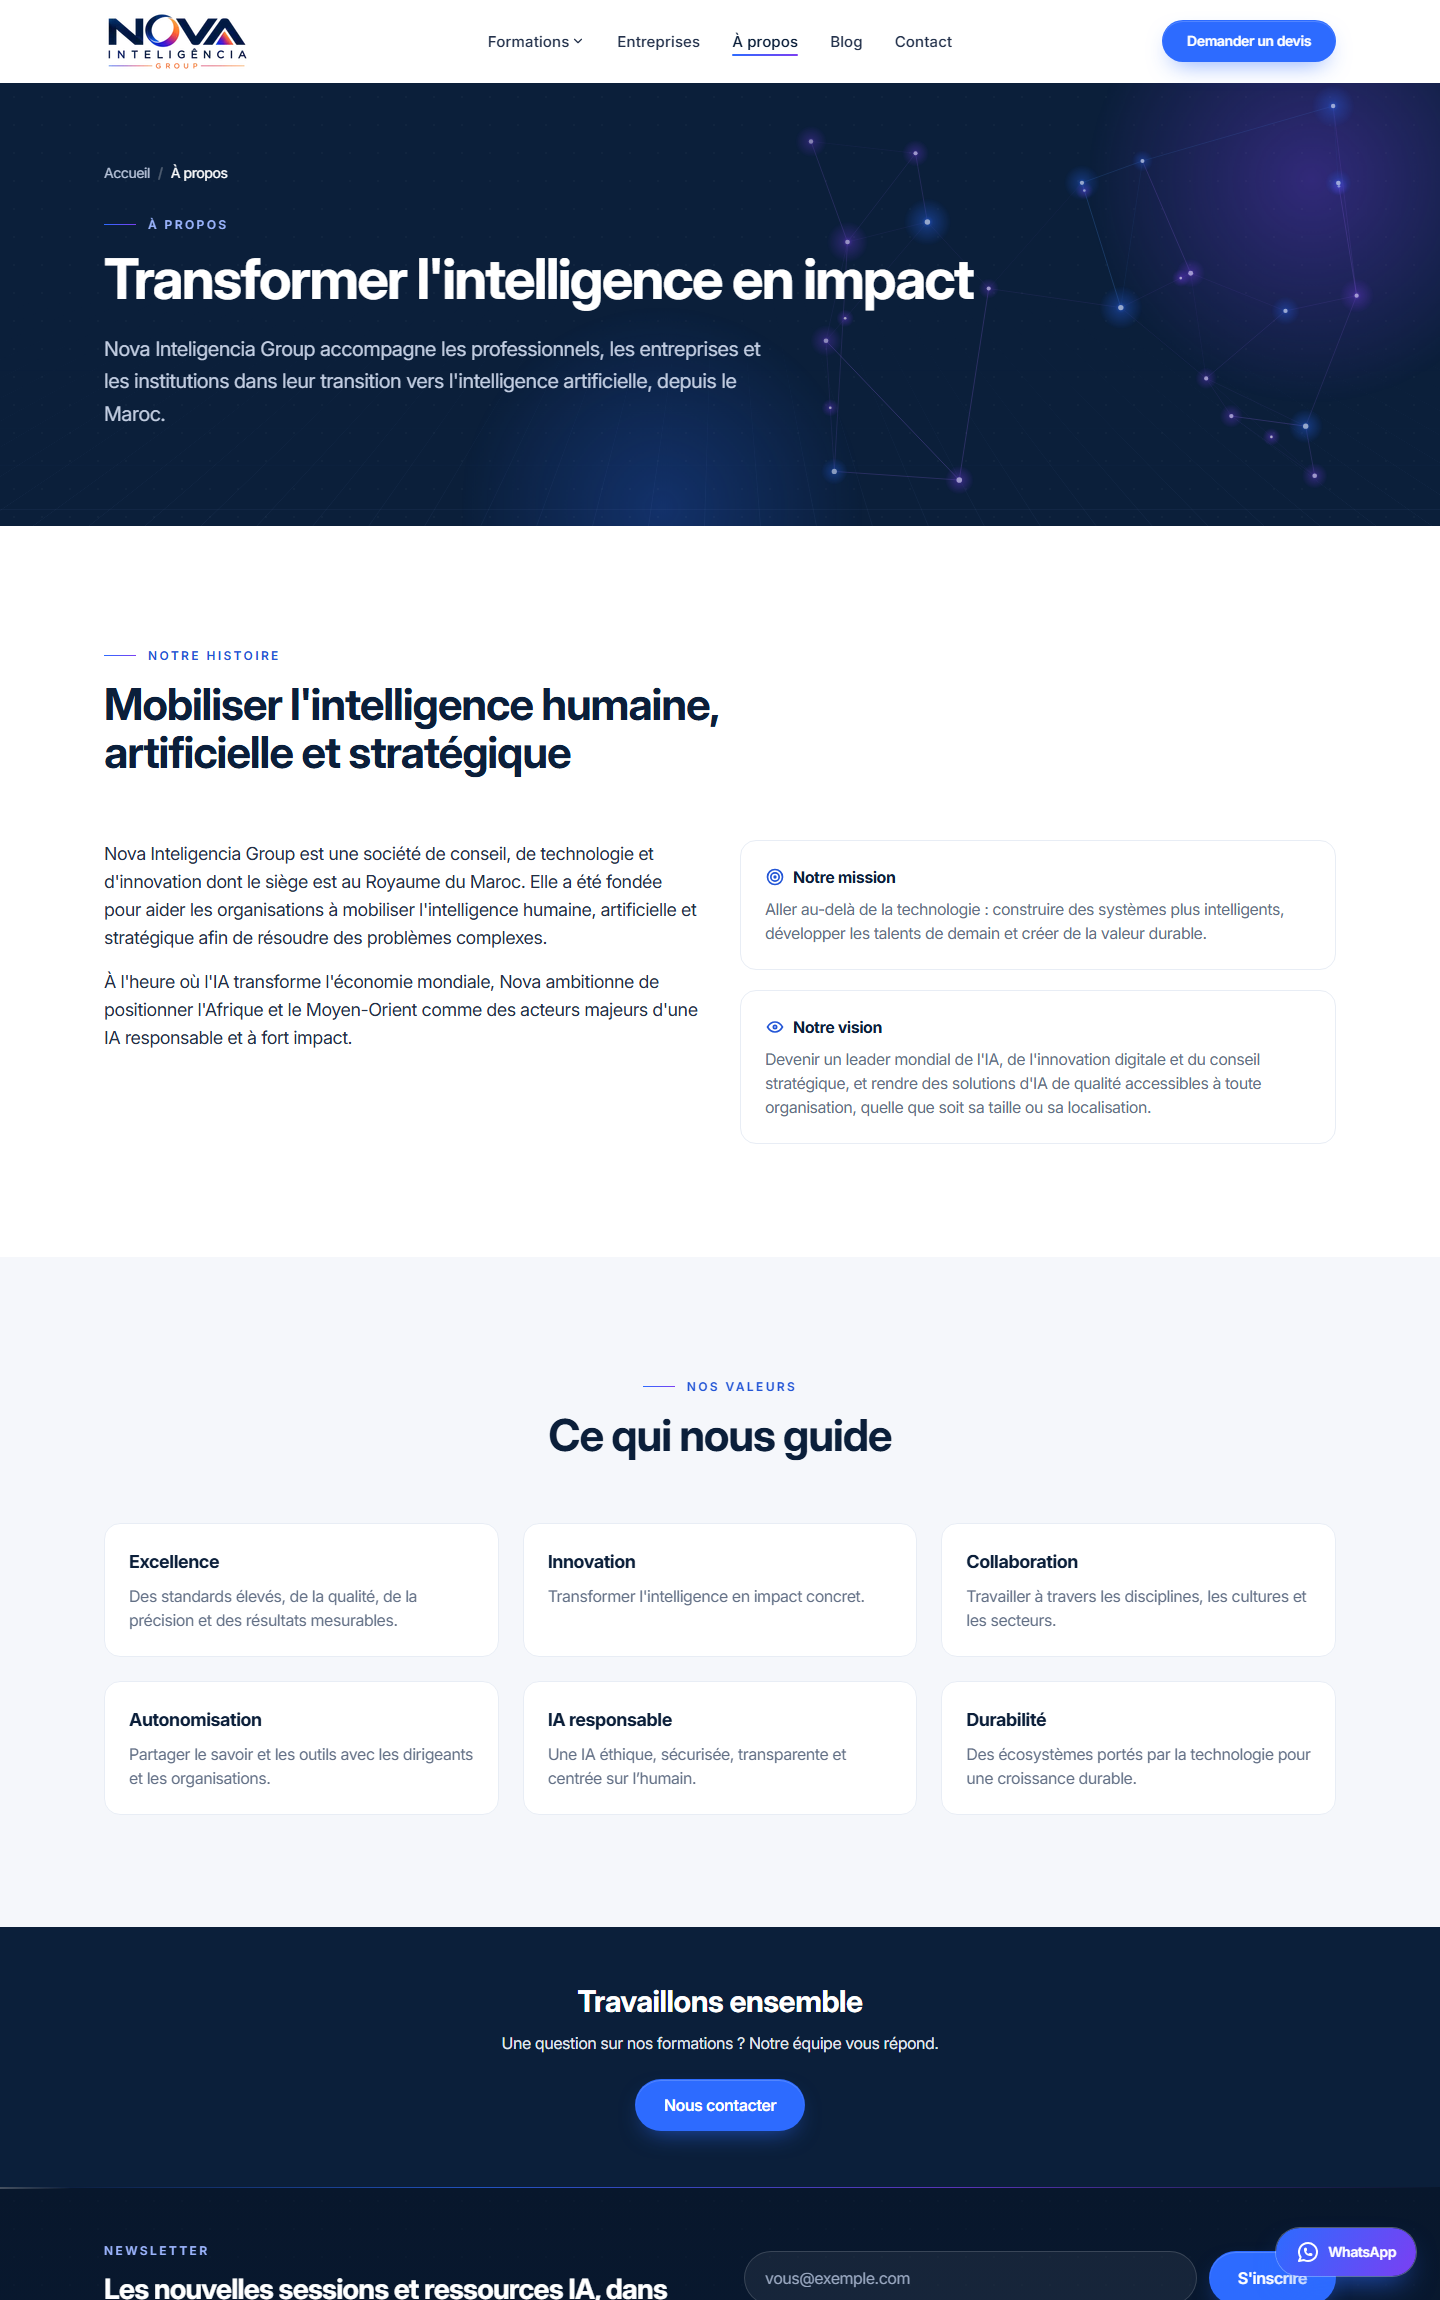 NOVA
INTELIGÊNCIA
GROUP
Formations
Entreprises
À propos
Blog
Contact
Demander un devis
Accueil / À propos
À PROPOS
Transformer l'intelligence en impact
Nova Inteligencia Group accompagne les professionnels, les entreprises et
les institutions dans leur transition vers l'intelligence artificielle, depuis le
Maroc.
NOTRE HISTOIRE
Mobiliser l'intelligence humaine,
artificielle et stratégique
Nova Inteligencia Group est une société de conseil, de technologie et
d'innovation dont le siège est au Royaume du Maroc. Elle a été fondée
pour aider les organisations à mobiliser l'intelligence humaine, artificielle et
stratégique afin de résoudre des problèmes complexes.
À l'heure où l'IA transforme l'économie mondiale, Nova ambitionne de
positionner l'Afrique et le Moyen-Orient comme des acteurs majeurs d'une
IA responsable et à fort impact.
Notre mission
Aller au-delà de la technologie : construire des systèmes plus intelligents,
développer les talents de demain et créer de la valeur durable.
Notre vision
Devenir un leader mondial de l'IA, de l'innovation digitale et du conseil
stratégique, et rendre des solutions d'IA de qualité accessibles à toute
organisation, quelle que soit sa taille ou sa localisation.
NOS VALEURS
Ce qui nous guide
Excellence
Des standards élevés, de la qualité, de la
précision et des résultats mesurables.
Innovation
Transformer l'intelligence en impact concret.
Collaboration
Travailler à travers les disciplines, les cultures et
les secteurs.
Autonomisation
Partager le savoir et les outils avec les dirigeants
et les organisations.
IA responsable
Une IA éthique, sécurisée, transparente et
centrée sur l’humain.
Durabilité
Des écosystèmes portés par la technologie pour
une croissance durable.
Travaillons ensemble
Une question sur nos formations ? Notre équipe vous répond.
Nous contacter
NEWSLETTER
Les nouvelles sessions et ressources IA, dans
vous@exemple.com
S'inscrire
WhatsApp